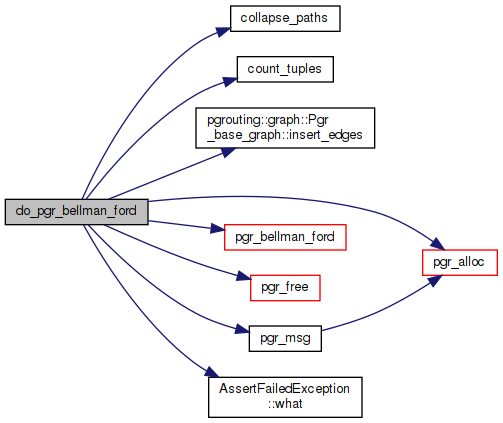 collapse_paths
count_tuples
pgrouting::graph::Pgr
_base_graph::insert_edges
do_pgr_bellman_ford
pgr_bellman_ford
pgr_alloc
pgr_free
pgr_msg
AssertFailedException
::what